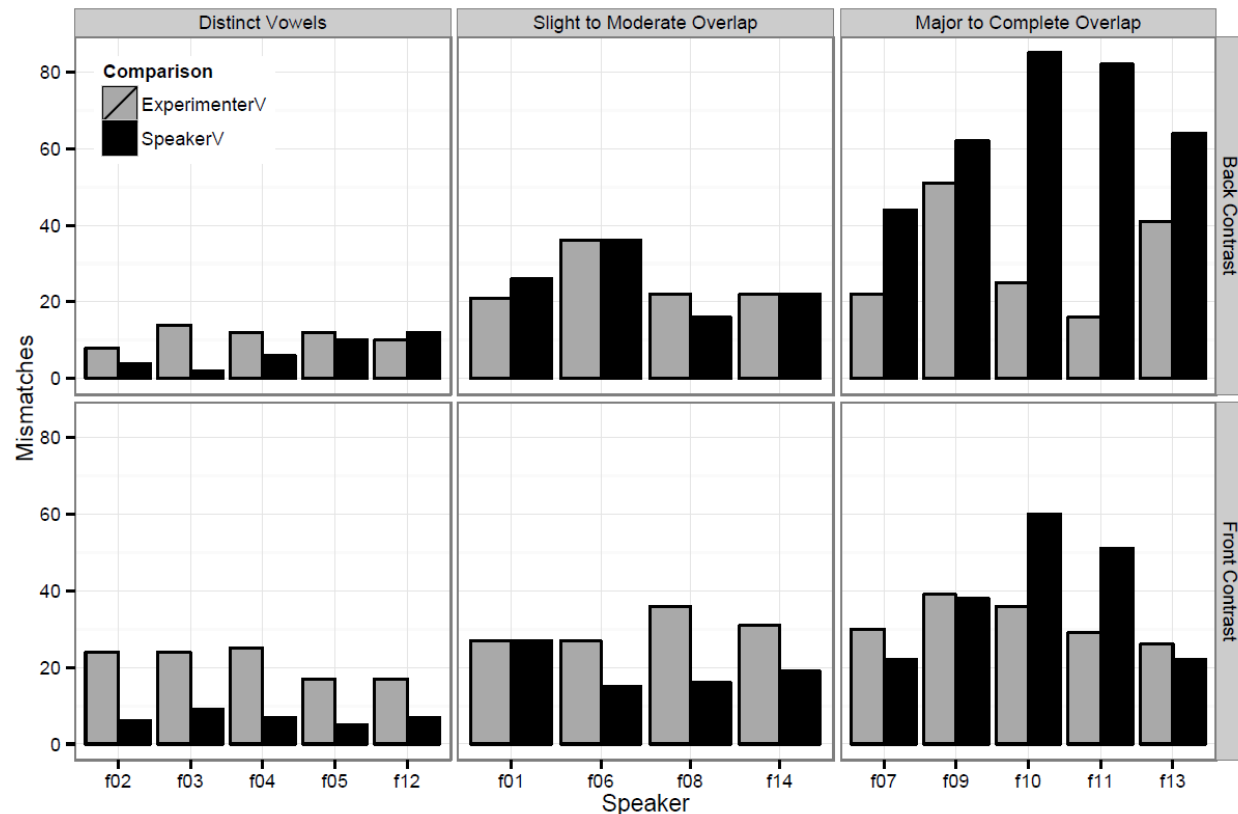 Distinct Vowels
Slight to Moderate Overlap
Major to Complete Overlap
Comparison
ExperimenterV
SpeakerV
80
60
40
20
0
Back Contrast
80
60
40
20
0
Front Contrast
Mismatches
f02 f03 f04 f05 f12
f01 f06 f08 f14
f07 f09 f10 f11 f13
Speaker